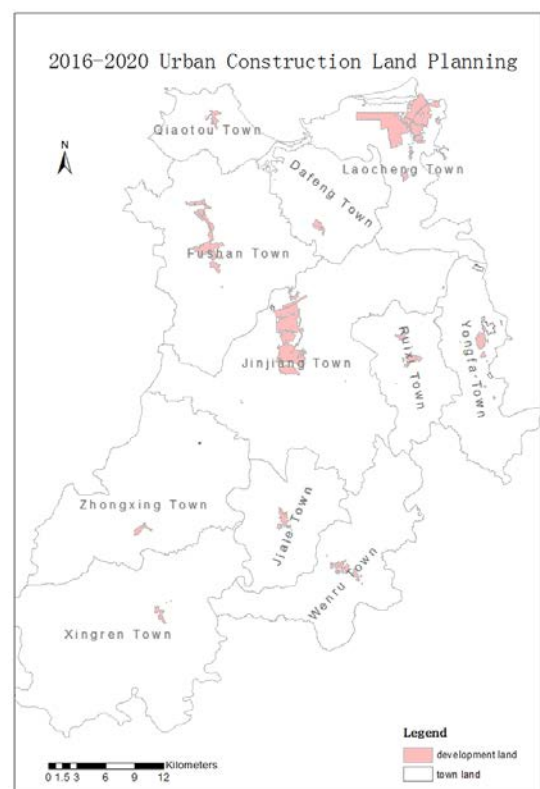 2016-2020 Urban Construction Land Planning
N
Qiaotou Town
Laocheng Town
Dafeng Town
Fushan Town
Jinjiang Town
Ruixi Town
Yongfa Town
Zhongxing Town
Jiale Town
Wenru Town
Xingren Town
Legend
development land
town land
Kilometers
0 1.5 3 6 9 12